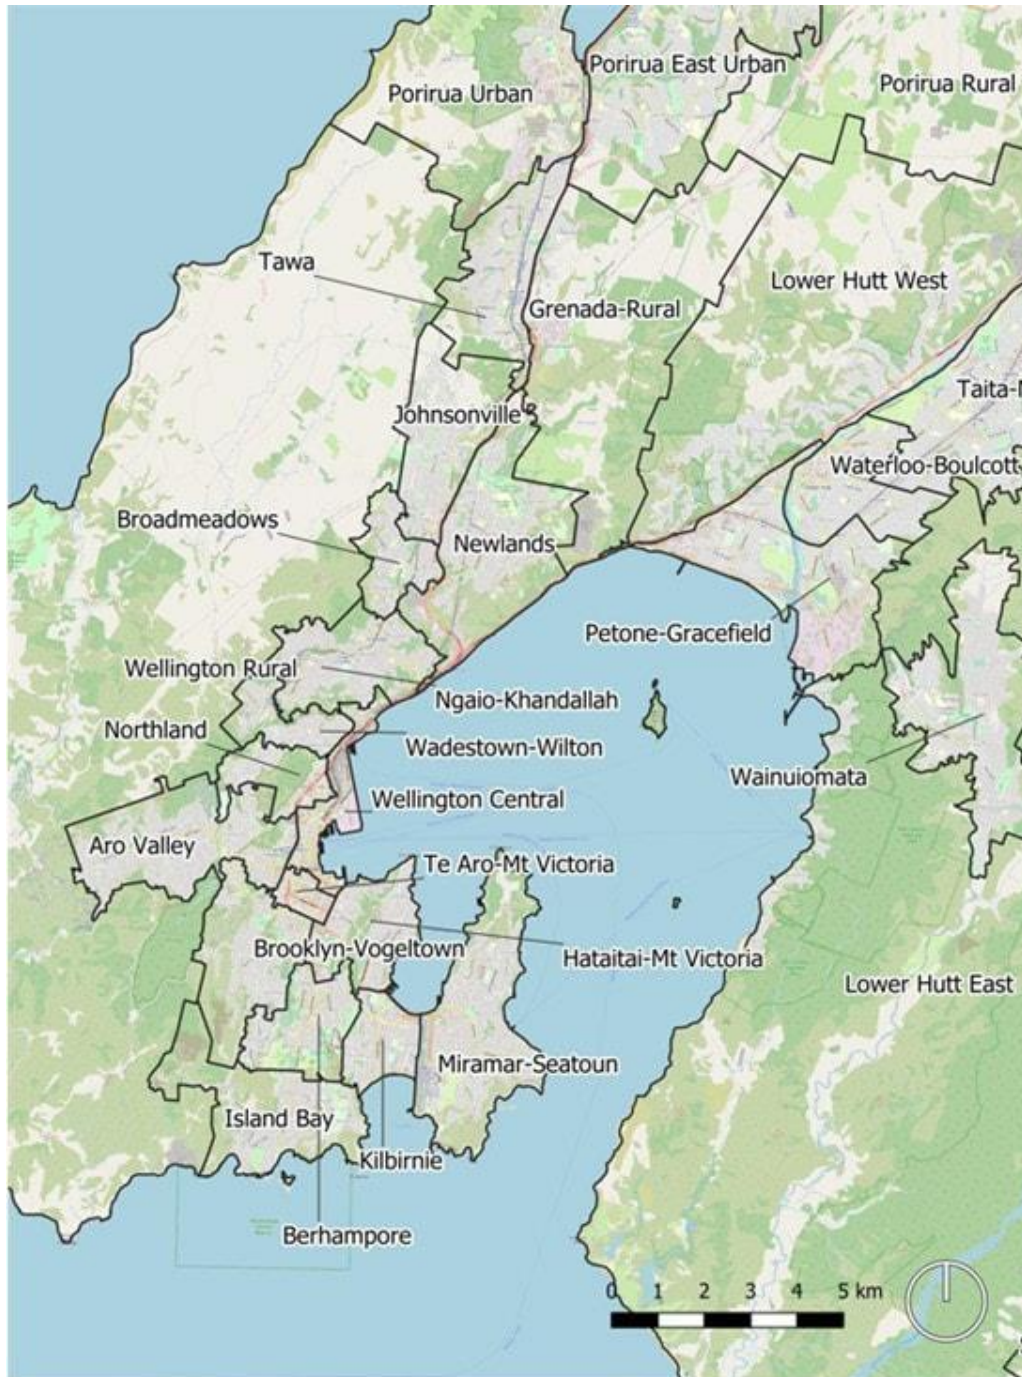 Porirua East Urban
Porirua Rural
Porirua Urban
Tawa
Lower Hutt West
Grenada-Rural
Taita-
Johnsonville
Waterloo-Boulcott
Broadmeadows
Newlands
Petone-Gracefield
Wellington Rural
Ngaio-Khandallah
Northland
Wadestown-Wilton
Wainuiomata
Wellington Central
Aro Valley
Te Aro-Mt Victoria
Brooklyn-Vogeltown
Hataitai-Mt Victoria
Lower Hutt East
Miramar-Seatoun
Island Bay
Kilbirnie
Berhampore
0 1 2 3 4 5 km